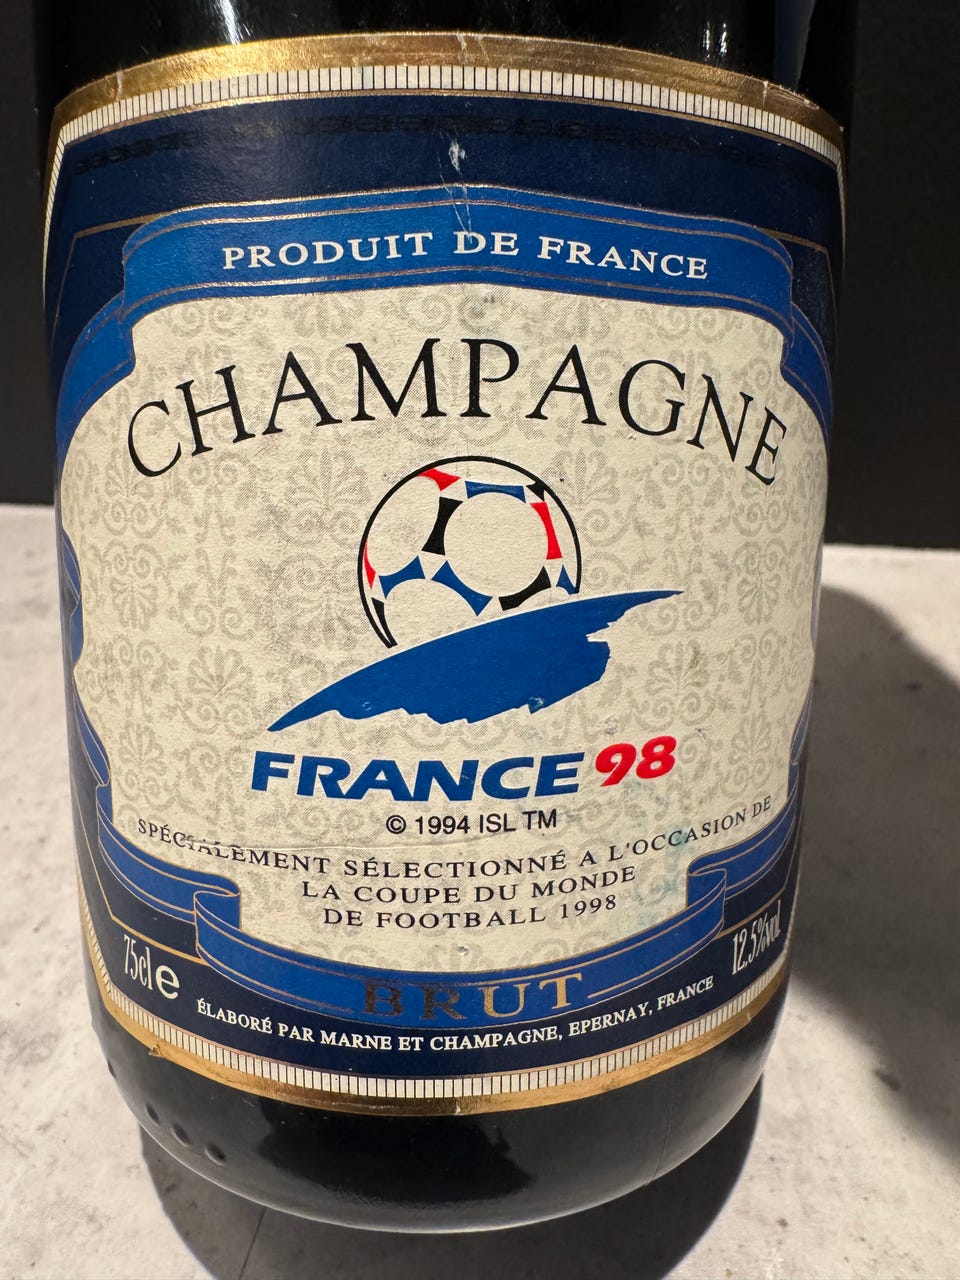 PRODUIT DE FRANCE
CHAMPAGNE
FRANCE 98
© 1994 ISL TM
SPÉCIALEMENT SÉLECTIONNÉ A L'OCCASION DE
LA COUPE DU MONDE
DE FOOTBALL 1998
75cl e
BRUT
12.5%vol
ÉLABORÉ PAR MARNE ET CHAMPAGNE, EPERNAY, FRANCE